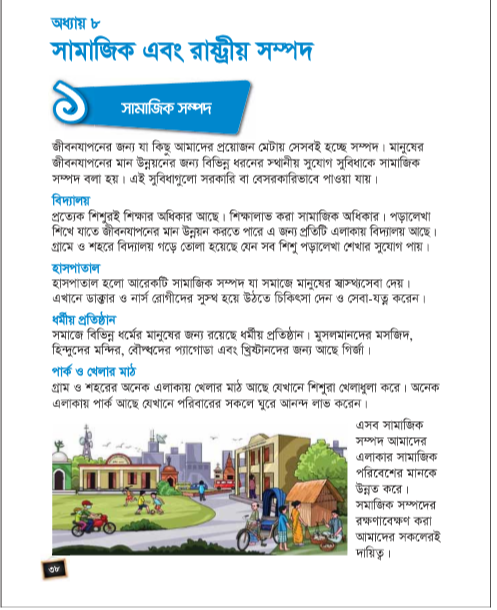 অধ্যায় ৮
সামাজিক এবং রাষ্ট্রীয় সম্পদ
১
সামাজিক সম্পদ
জীবনযাপনের জন্য যা কিছু আমাদের প্রয়োজন মেটায় সেসবই হচ্ছে সম্পদ। মানুষের
জীবনযাপনের মান উন্নয়নের জন্য বিভিন্ন ধরনের স্থানীয় সুযোগ সুবিধাকে সামাজিক
সম্পদ বলা হয়। এই সুবিধাগুলো সরকারি বা বেসরকারিভাবে পাওয়া যায়।
বিদ্যালয়
প্রত্যেক শিশুরই শিক্ষার অধিকার আছে। শিক্ষালাভ করা সামাজিক অধিকার। পড়ালেখা
শিখে যাতে জীবনযাপনের মান উন্নয়ন করতে পারে এ জন্য প্রতিটি এলাকায় বিদ্যালয় আছে।
গ্রামে ও শহরে বিদ্যালয় গড়ে তোলা হয়েছে যেন সব শিশু পড়ালেখা শেখার সুযোগ পায়।
হাসপাতাল
হাসপাতাল হলো আরেকটি সামাজিক সম্পদ যা সমাজে মানুষের স্বাস্থ্যসেবা দেয়।
এখানে ডাক্তার ও নার্স রোগীদের সুস্থ হয়ে উঠতে চিকিৎসা দেন ও সেবা-যত্ন করেন।
ধর্মীয় প্রতিষ্ঠান
সমাজে বিভিন্ন ধর্মের মানুষের জন্য রয়েছে ধর্মীয় প্রতিষ্ঠান। মুসলমানদের মসজিদ,
হিন্দুদের মন্দির, বৌদ্ধদের প্যাগোডা এবং খ্রিষ্টানদের জন্য আছে গির্জা।
পার্ক ও খেলার মাঠ
গ্রাম ও শহরের অনেক এলাকায় খেলার মাঠ আছে যেখানে শিশুরা খেলাধুলা করে। অনেক
এলাকায় পার্ক আছে যেখানে পরিবারের সকলে ঘুরে আনন্দ লাভ করেন।
এসব সামাজিক
সম্পদ আমাদের
এলাকার সামাজিক
পরিবেশের মানকে
উন্নত করে।
সমাজিক সম্পদের
রক্ষণাবেক্ষণ করা
আমাদের সকলেরই
দায়িত্ব।
৩৮